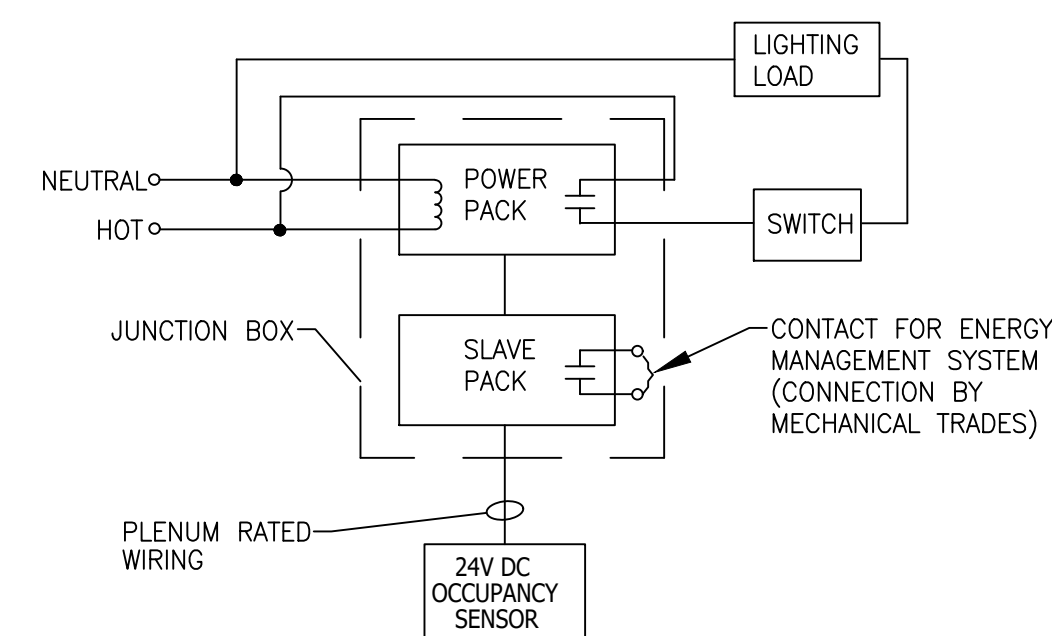 LIGHTING
LOAD
NEUTRAL
HOT
POWER
PACK
SWITCH
JUNCTION BOX
SLAVE
PACK
CONTACT FOR ENERGY
MANAGEMENT SYSTEM
(CONNECTION BY
MECHANICAL TRADES)
PLENUM RATED
WIRING
24V DC
OCCUPANCY
SENSOR